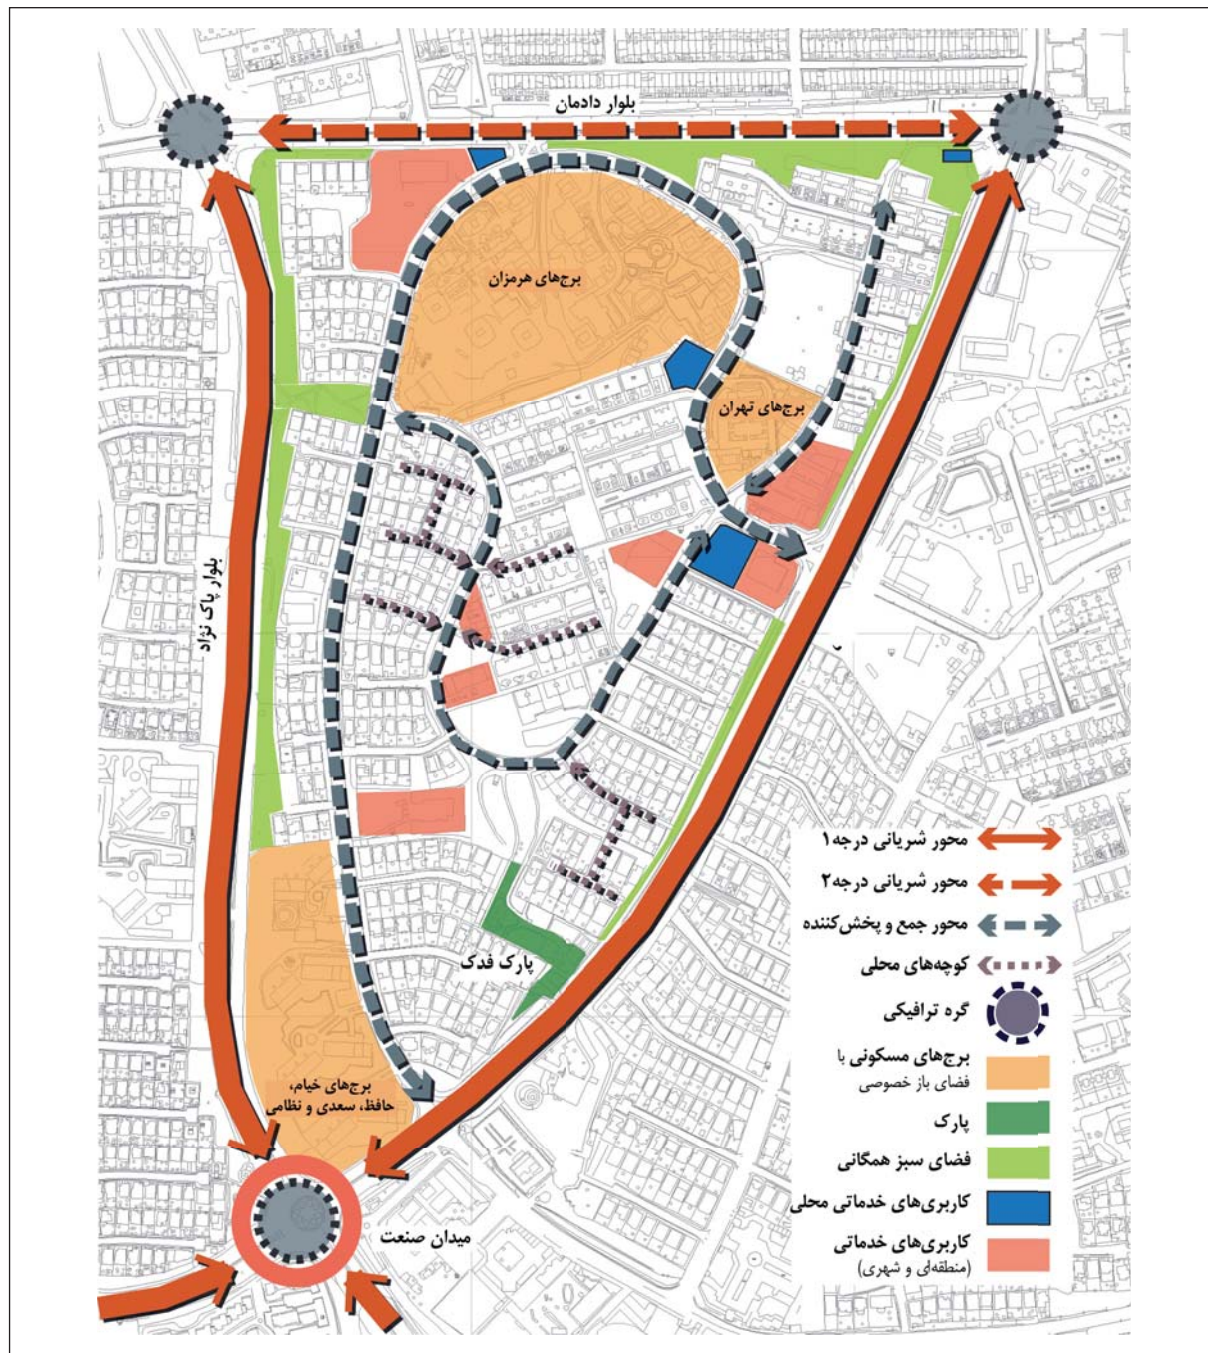 بلوار دادمان
برج‌های هرمزان
برج‌های تهران
بلوار پاک نژاد
پارک فدک
برج‌های خیام،
حافظ، سعدی و نظامی
میدان صنعت
محور شریانی درجه۱
محور شریانی درجه۲
محور جمع و پخش‌کننده
کوچه‌های محلی
گره ترافیکی
برج‌های مسکونی با
فضای باز خصوصی
پارک
فضای سبز همگانی
کاربری‌های خدماتی محلی
کاربری‌های خدماتی
(منطقه‌ای و شهری)